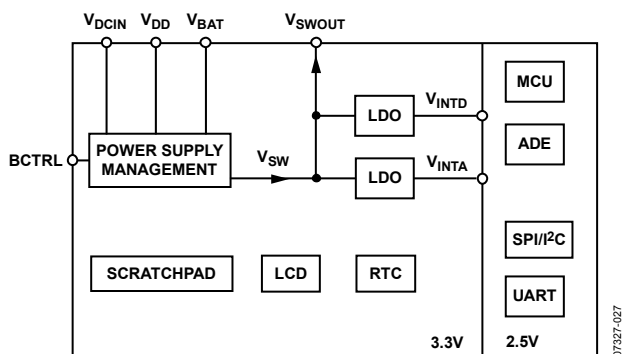 VDCIN VDD VBAT VSWOUT
MCU
LDO VINTD
BCTRL POWER SUPPLY MANAGEMENT VSW LDO VINTA ADE
SCRATCHPAD LCD RTC SPI/I2C
UART
3.3V 2.5V
07327-027